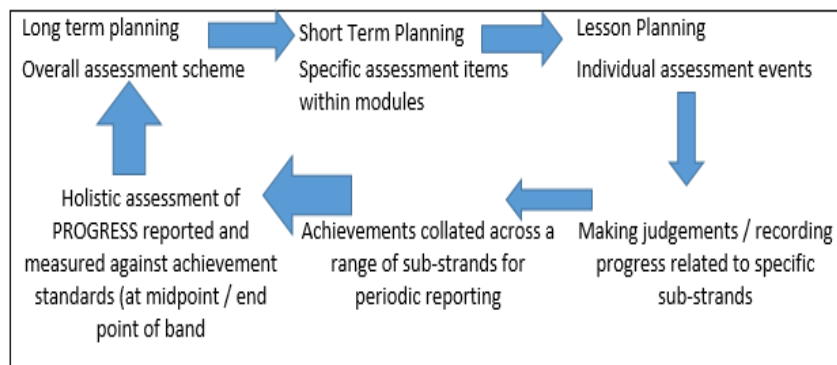 Long term planning
Overall assessment scheme
Short Term Planning
Specific assessment items
within modules
Lesson Planning
Individual assessment events
Making judgements / recording
progress related to specific
sub-strands
Achievements collated across a
range of sub-strands for
periodic reporting
Holistic assessment of
PROGRESS reported and
measured against achievement
standards (at midpoint / end
point of band